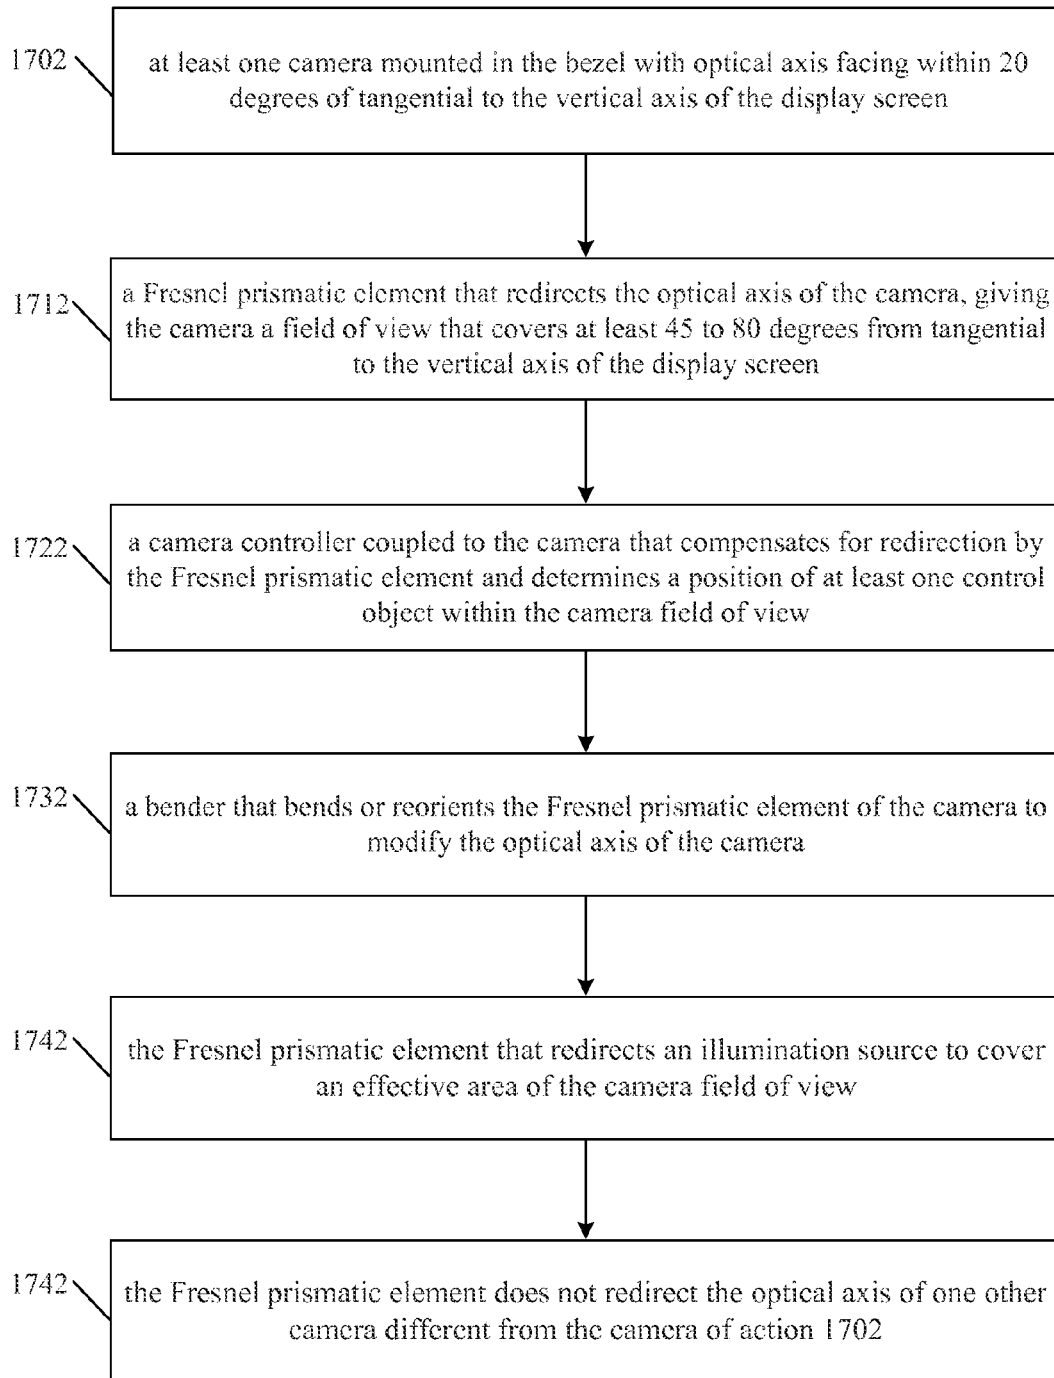 1702
at least one camera mounted in the bezel with optical axis facing within 20
degrees of tangential to the vertical axis of the display screen
1712
a Fresnel prismatic element that redirects the optical axis of the camera, giving
the camera a field of view that covers at least 45 to 80 degrees from tangential
to the vertical axis of the display screen
1722
a camera controller coupled to the camera that compensates for redirection by
the Fresnel prismatic element and determines a position of at least one control
object within the camera field of view
1732
a bender that bends or reorients the Fresnel prismatic element of the camera to
modify the optical axis of the camera
1742
the Fresnel prismatic element that redirects an illumination source to cover
an effective area of the camera field of view
1742
the Fresnel prismatic element does not redirect the optical axis of one other
camera different from the camera of action 1702